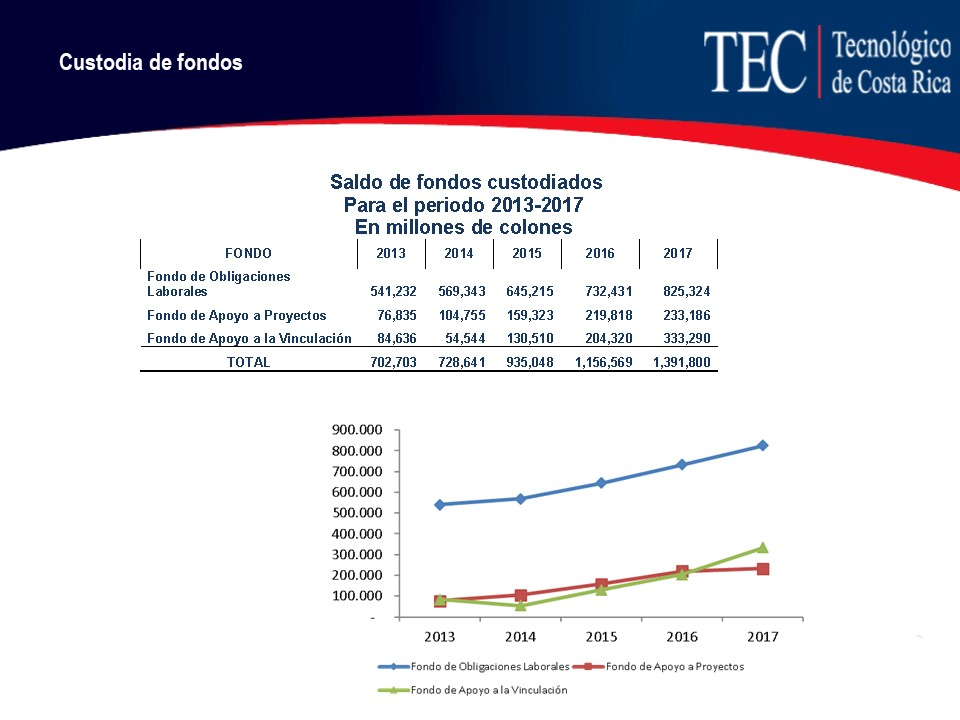 Custodia de fondos
TEC
Tecnológico
de Costa Rica
Saldo de fondos custodiados
Para el periodo 2013-2017
En millones de colones
FONDO 2013 2014 2015 2016 2017
Fondo de Obligaciones
Laborales 541,232 569,343 645,215 732,431 825,324
Fondo de Apoyo a Proyectos 76,835 104,755 159,323 219,818 233,186
Fondo de Apoyo a la Vinculación 84,636 54,544 130,510 204,320 333,290
TOTAL 702,703 728,641 935,048 1,156,569 1,391,800
900.000
800.000
700.000
600.000
500.000
400.000
300.000
200.000
100.000
-
2013 2014 2015 2016 2017
Fondo de Obligaciones Laborales Fondo de Apoyo a Proyectos
Fondo de Apoyo a la Vinculación